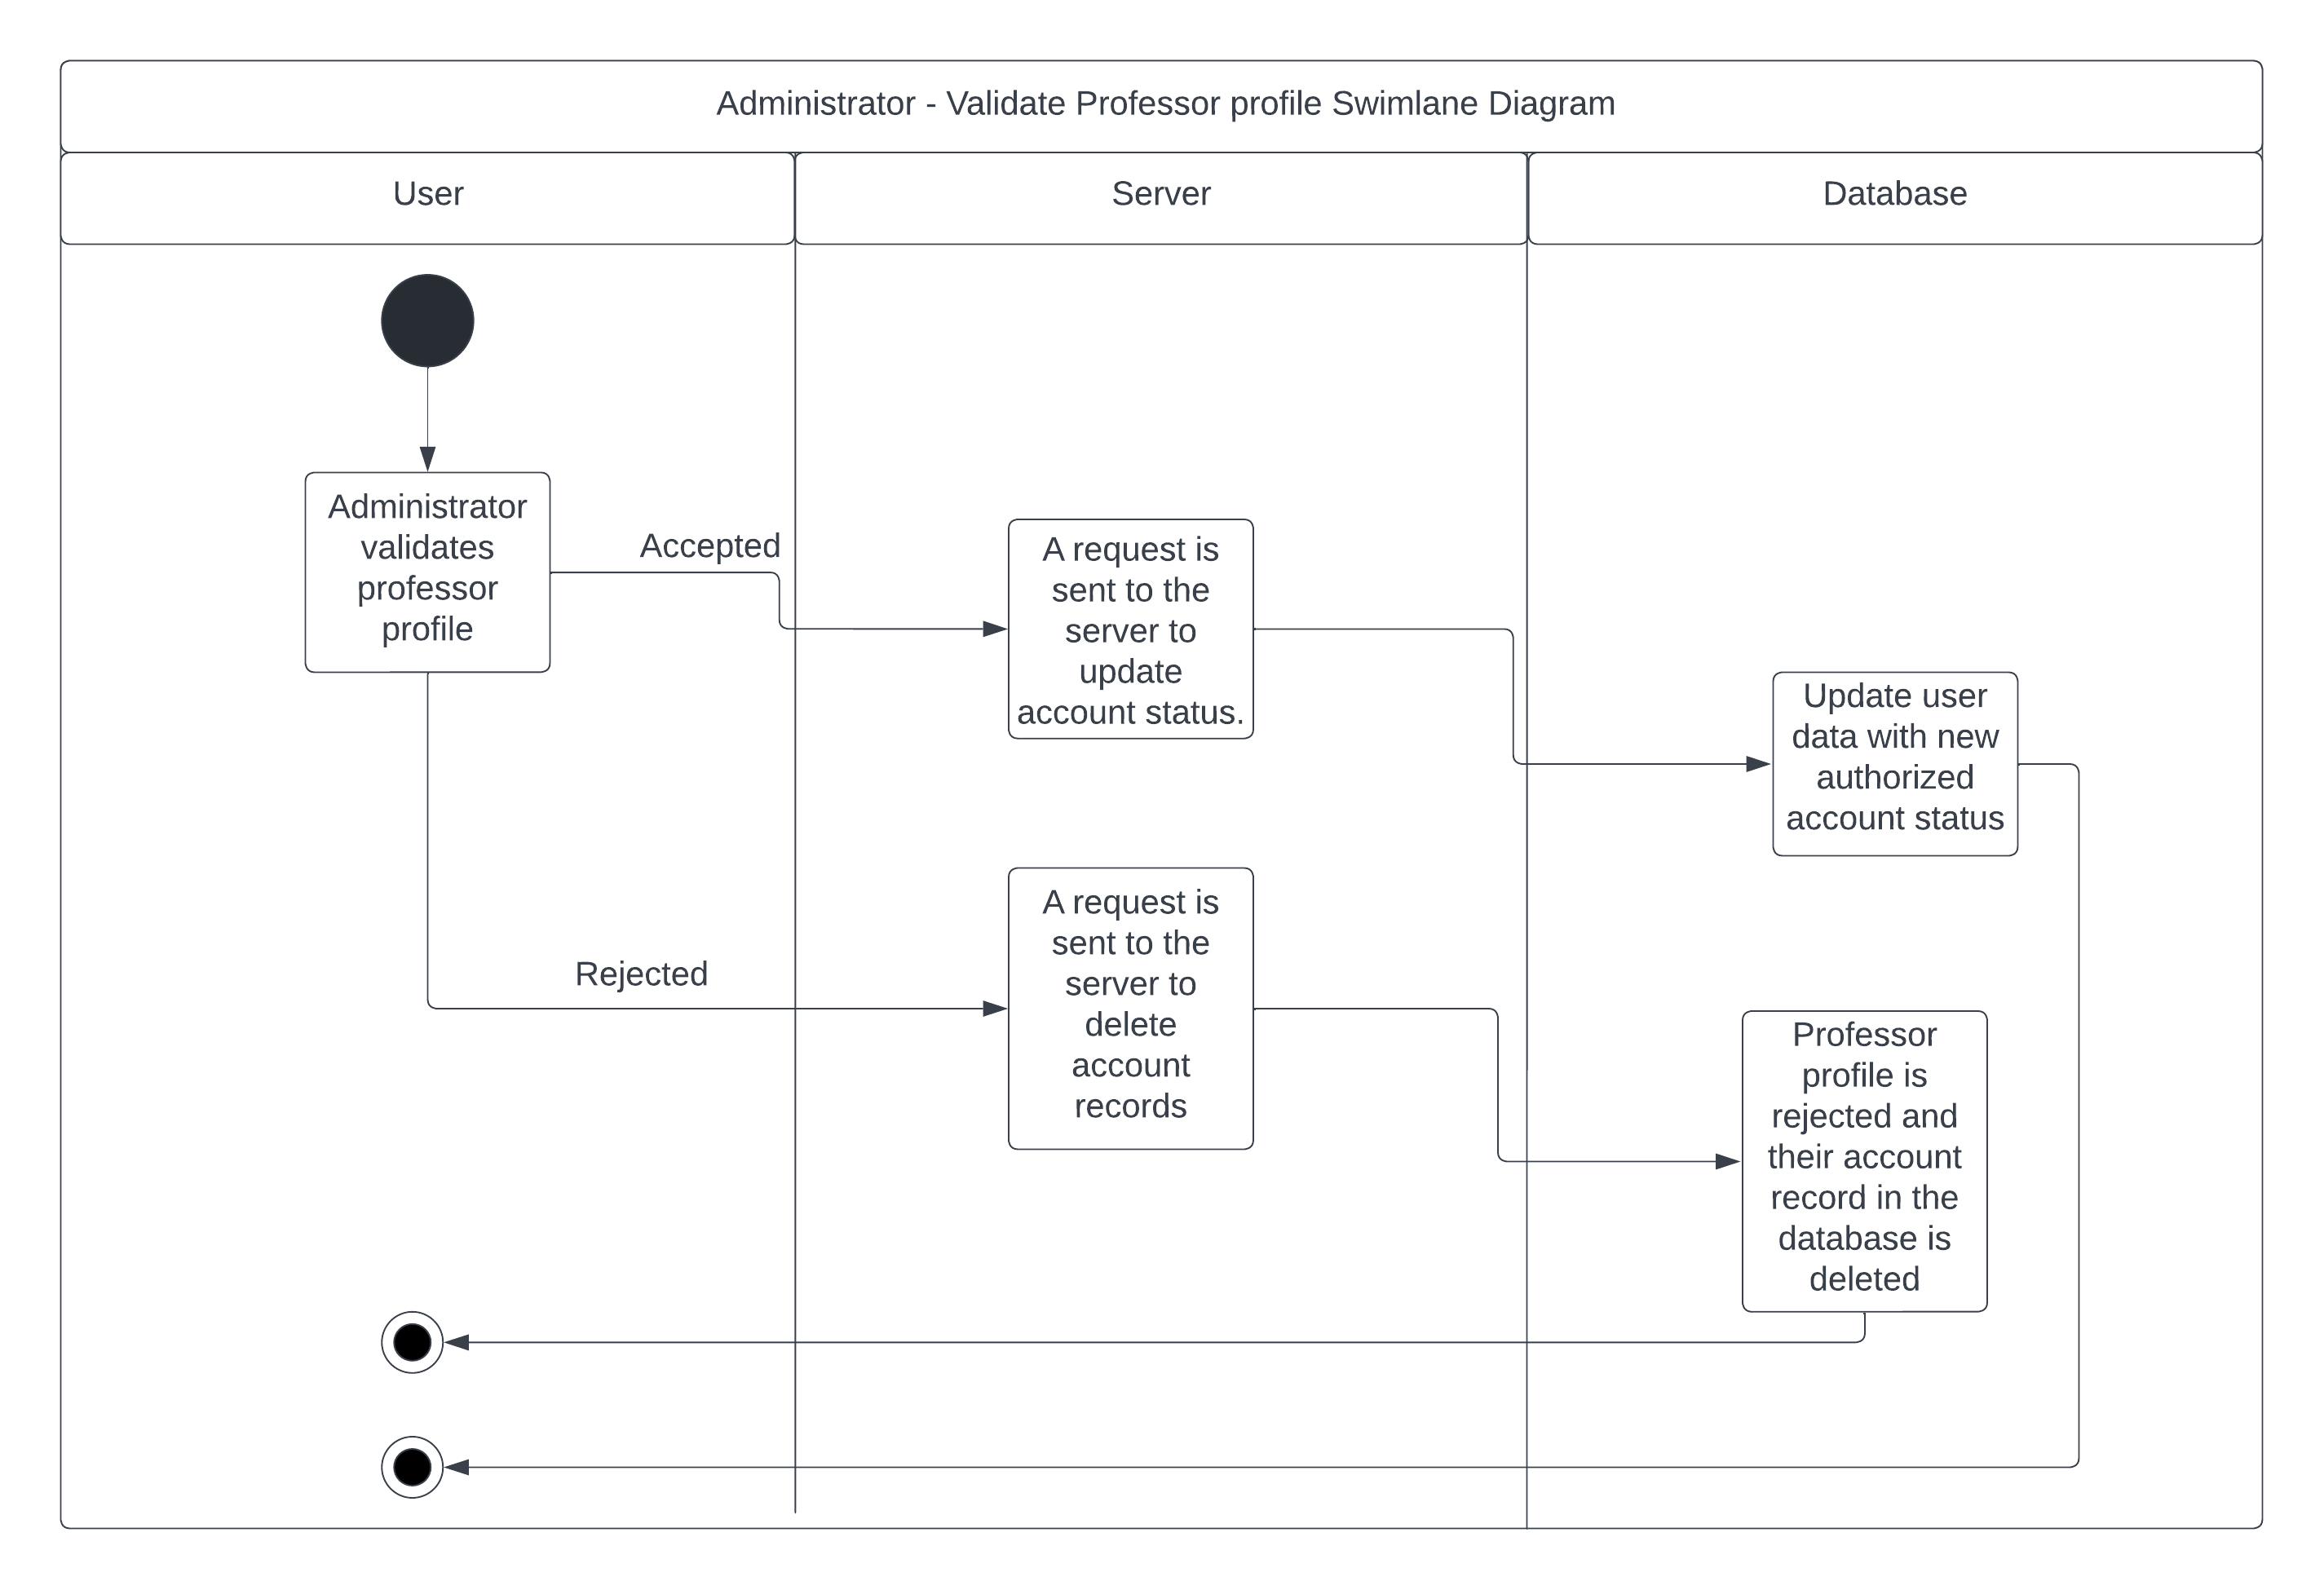 Administrator - Validate Professor profile Swimlane Diagram
User
Server
Database
Administrator
validates
professor
profile
Accepted
A request is
sent to the
server to
update
account status.
Update user
data with new
authorized
account status
Rejected
A request is
sent to the
server to
delete
account
records
Professor
profile is
rejected and
their account
record in the
database is
deleted